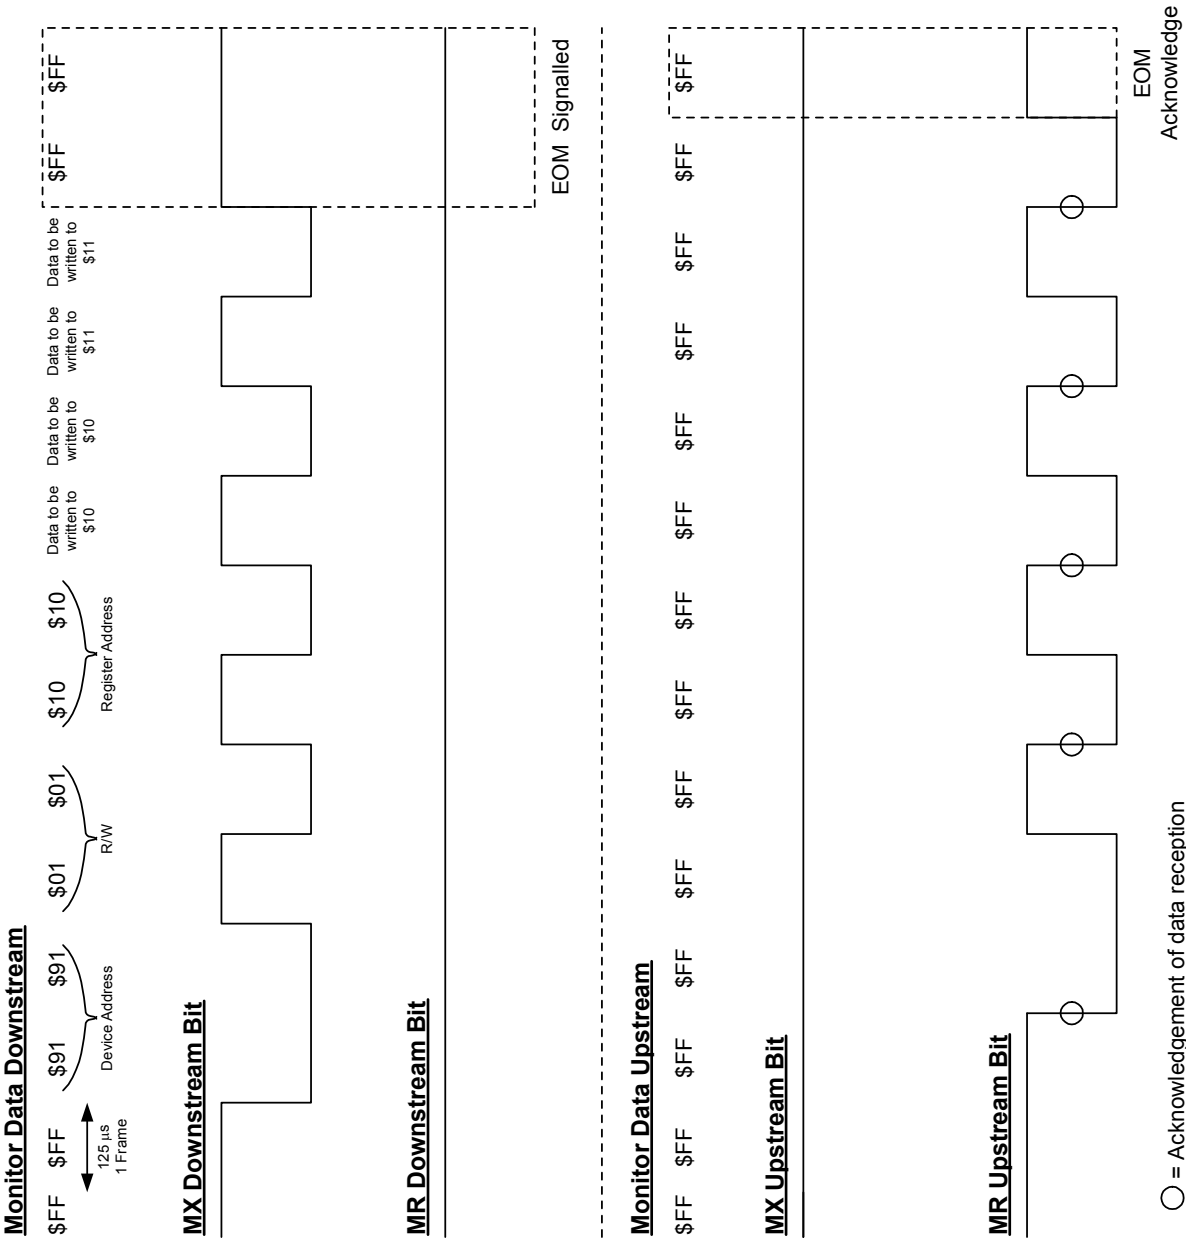 Monitor Data Downstream
$FF $FF $91 $91 $01 $01 $10 $10 Data to be written to $10 Data to be written to $10 Data to be written to $11 Data to be written to $11 $FF $FF
125 µs
1 Frame
Device Address
R/W
Register Address
MX Downstream Bit
MR Downstream Bit
EOM Signalled
Monitor Data Upstream
$FF $FF $FF $FF $FF $FF $FF $FF $FF $FF $FF $FF $FF $FF
MX Upstream Bit
MR Upstream Bit
EOM
Acknowledge
= Acknowledgement of data reception